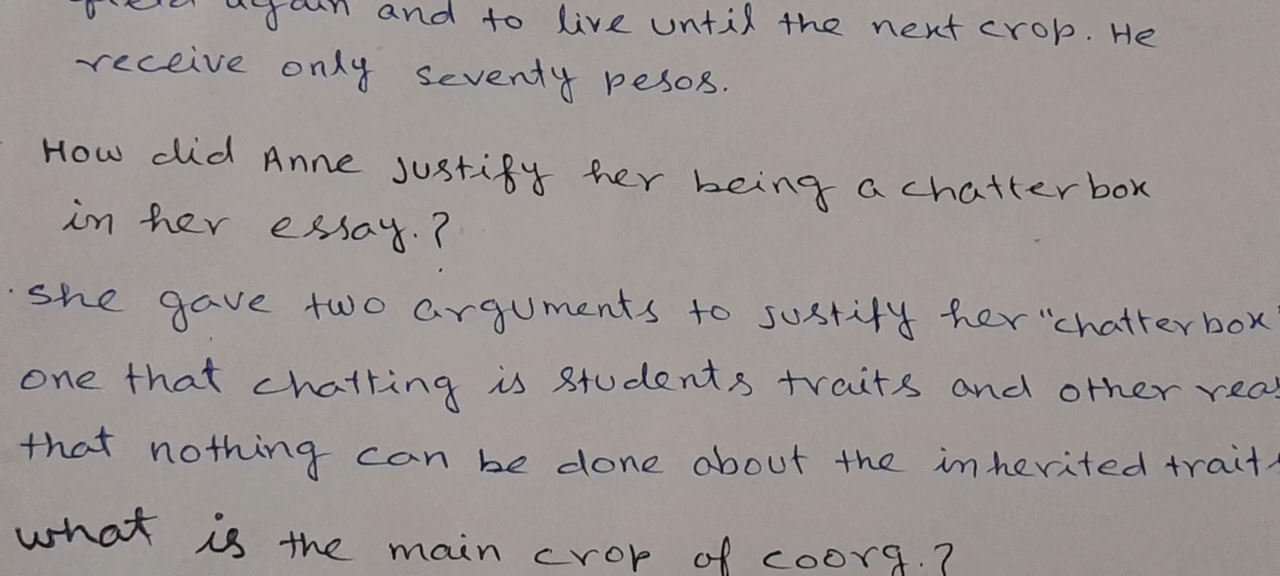 again and to live until the next crop. He
receive only seventy pesos.
How did Anne justify her being a chatterbox
in her essay.?
She gave two arguments to justify her "chatterbox"
one that chatting is students traits and other
that nothing can be done about the inherited trait
what is the main crop of coorg.?